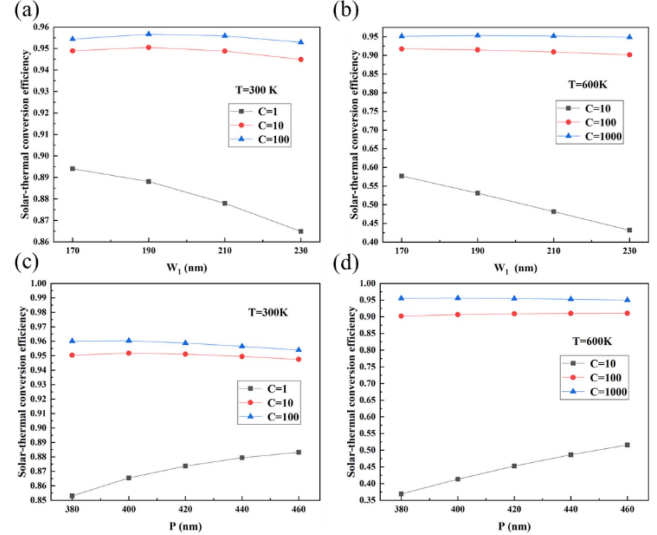 (a)
Solar-thermal conversion efficiency
0.96
0.95
0.94
0.93
0.92
0.91
0.90
0.89
0.88
0.87
0.86
T=300 K
C=1
C=10
C=100
170 190 210 230
W1 (nm)
(b)
Solar-thermal conversion efficiency
1.00
0.95
0.90
0.85
0.80
0.75
0.70
0.65
0.60
0.55
0.50
0.45
0.40
T=600K
C=10
C=100
C=1000
170 190 210 230
W1 (nm)
(c)
Solar-thermal conversion efficiency
1.00
0.99
0.98
0.97
0.96
0.95
0.94
0.93
0.92
0.91
0.90
0.89
0.88
0.87
0.86
0.85
T=300K
C=1
C=10
C=100
380 400 420 440 460
P (nm)
(d)
Solar-thermal conversion efficiency
1.00
0.95
0.90
0.85
0.80
0.75
0.70
0.65
0.60
0.55
0.50
0.45
0.40
0.35
T=600K
C=10
C=100
C=1000
380 400 420 440 460
P (nm)